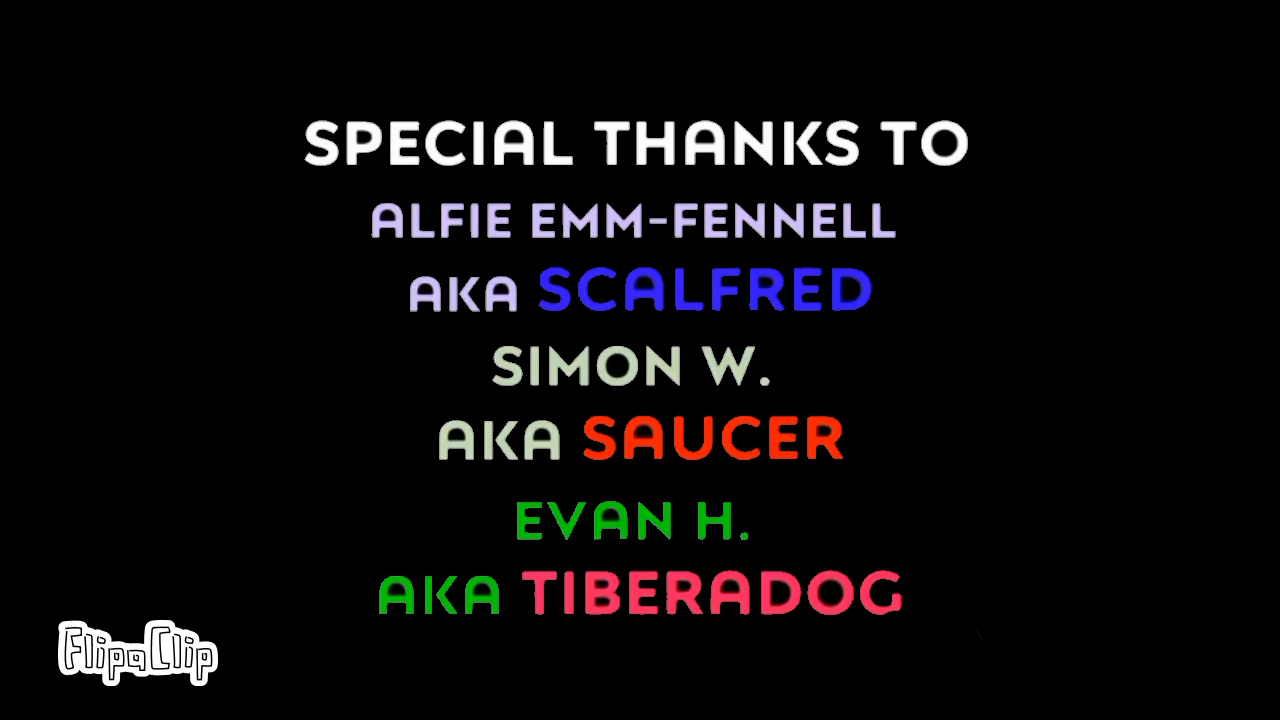 SPECIAL THANKS TO
ALFIE EMM-FENNELL
AKA SCALFRED
SIMON W.
AKA SAUCER
EVAN H.
AKA TIBERADOG
FlipaClip